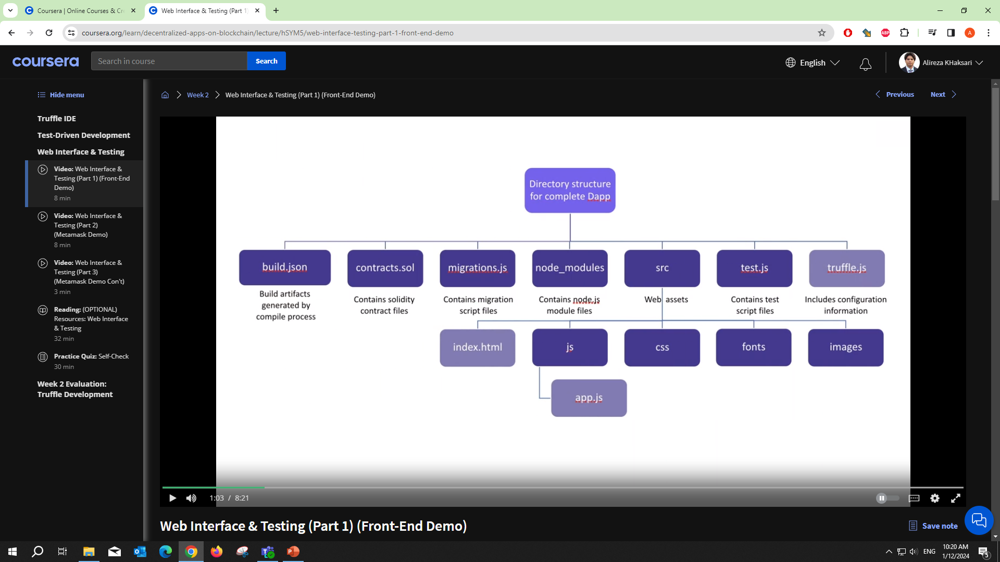 Coursera | Online Courses & Cre
Web Interface & Testing (Part 1)
coursera.org/learn/decentralized-apps-on-blockchain/lecture/hSYM5/web-interface-testing-part-1-front-end-demo
ABP
A
coursera
Search in course
Search
English
Alireza KHaksari
Hide menu
Week 2
Web Interface & Testing (Part 1) (Front-End Demo)
Previous
Next
Truffle IDE
Test-Driven Development
Web Interface & Testing
Video: Web Interface &
Testing (Part 1) (Front-End
Demo)
8 min
Video: Web Interface &
Testing (Part 2)
(Metamask Demo)
8 min
Video: Web Interface &
Testing (Part 3)
(Metamask Demo Con't)
3 min
Reading: (OPTIONAL)
Resources: Web Interface
& Testing
32 min
Practice Quiz: Self-Check
30 min
Week 2 Evaluation:
Truffle Development
Directory structure
for complete Dapp
build.json
contracts.sol
migrations.js
node_modules
src
test.js
truffle.js
Build artifacts
generated by
compile process
Contains solidity
contract files
Contains migration
script files
Contains node.js
module files
Web assets
Contains test
script files
Includes configuration
information
index.html
js
css
fonts
images
app.js
1:03 / 8:21
Web Interface & Testing (Part 1) (Front-End Demo)
Save note
ENG
10:20 AM
1/12/2024
5